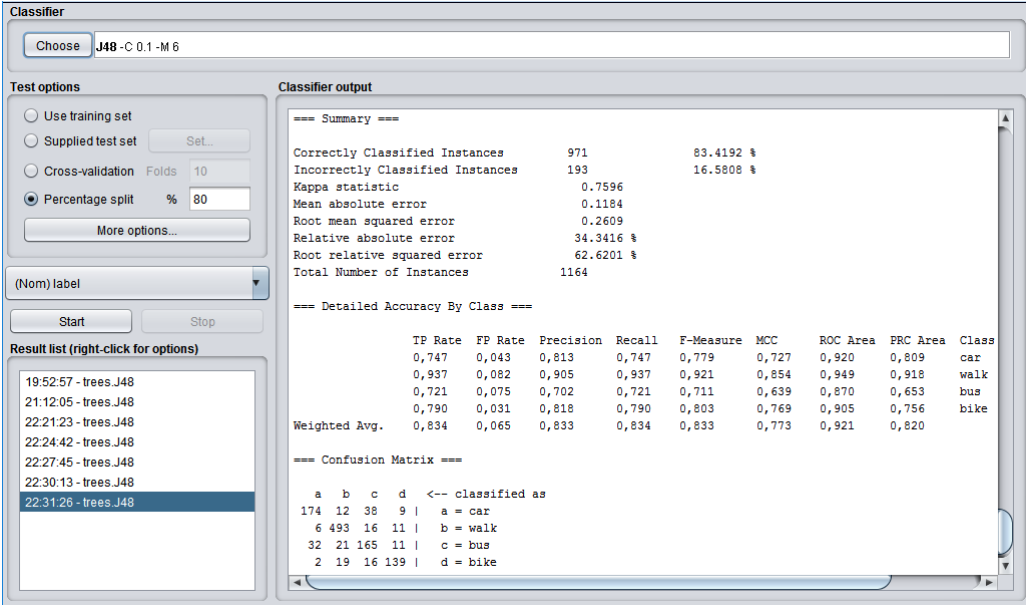 Classifier
Choose J48 -C 0.1 -M 6
Test options
Use training set
Supplied test set Set...
Cross-validation Folds 10
Percentage split % 80
More options...
(Nom) label
Start Stop
Result list (right-click for options)
19:52:57 - trees.J48
21:12:05 - trees.J48
22:21:23 - trees.J48
22:24:42 - trees.J48
22:27:45 - trees.J48
22:30:13 - trees.J48
22:31:26 - trees.J48
Classifier output
=== Summary ===
Correctly Classified Instances 971 83.4192 %
Incorrectly Classified Instances 193 16.5808 %
Kappa statistic 0.7596
Mean absolute error 0.1184
Root mean squared error 0.2609
Relative absolute error 34.3416 %
Root relative squared error 62.6201 %
Total Number of Instances 1164
=== Detailed Accuracy By Class ===
TP Rate FP Rate Precision Recall F-Measure MCC ROC Area PRC Area Class
0,747 0,043 0,813 0,747 0,779 0,727 0,920 0,809 car
0,937 0,082 0,905 0,937 0,921 0,854 0,949 0,918 walk
0,721 0,075 0,702 0,721 0,711 0,639 0,870 0,653 bus
0,790 0,031 0,818 0,790 0,803 0,769 0,905 0,756 bike
Weighted Avg. 0,834 0,065 0,833 0,834 0,833 0,773 0,921 0,820
=== Confusion Matrix ===
a b c d <-- classified as
174 12 38 9 | a = car
6 493 16 11 | b = walk
32 21 165 11 | c = bus
2 19 16 139 | d = bike